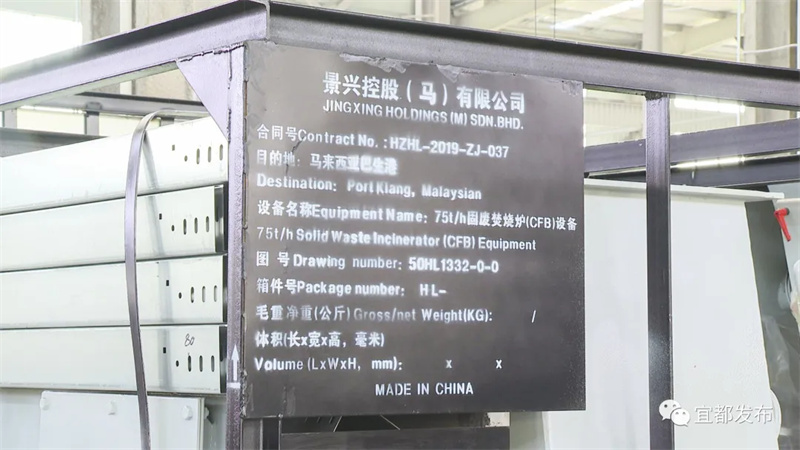 景兴控股（马）有限公司
JINGXING HOLDINGS (M) SDN.BHD.
合同号Contract No. : HZHL-2019-ZJ-037
目的地：马来西亚巴生港
Destination: Port Klang, Malaysian
设备名称Equipment Name: 75t/h固废焚烧炉(CFB)设备
75t/h Solid Waste Incinerator (CFB) Equipment
图 号Drawing number: 50HL1332-0-0
箱件号Package number: HL-
毛重净重(公斤) Gross/net Weight(KG): /
体积(长x宽x高，毫米)
Volume (LxWxH, mm): x x
MADE IN CHINA
80
宜都发布